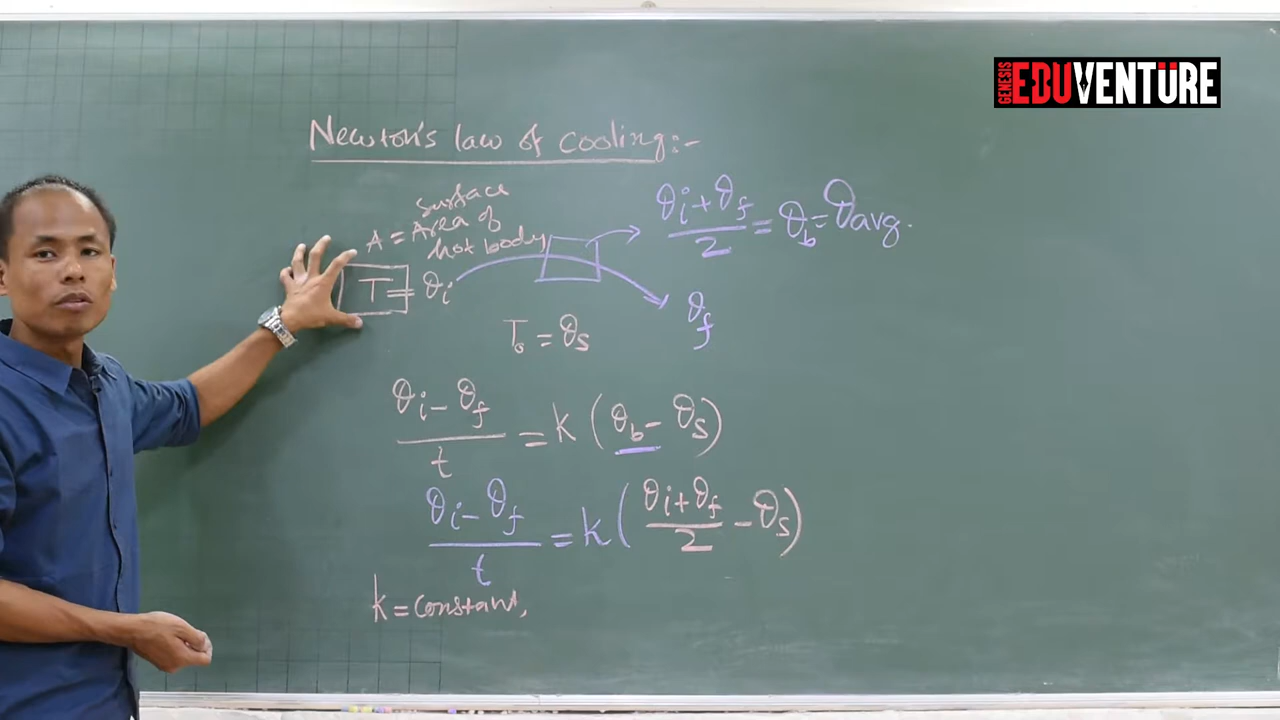 GENESIS EDUVENTURE
Newton's law of cooling:-
A = surface Area of hot body
T = θi
θi + θf / 2 = θb = θavg.
θf
T₀ = θs
θi - θf / t = k (θb - θs)
θi - θf / t = k (θi + θf / 2 - θs)
k = constant,